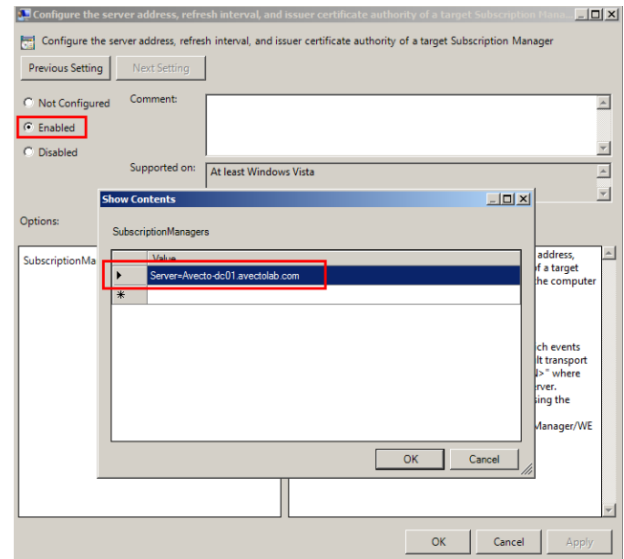 Configure the server address, refresh interval, and issuer certificate authority of a target Subscription Mana...
Configure the server address, refresh interval, and issuer certificate authority of a target Subscription Manager
Previous Setting
Next Setting
Not Configured
Comment:
Enabled
Disabled
Supported on:
At least Windows Vista
Show Contents
Options:
SubscriptionManagers
Value
SubscriptionMa
address,
of a target
the computer
Server=Avecto-dc01.avectolab.com
ch events
lt transport
where
rver.
sing the
Manager/WE
OK
Cancel
OK
Cancel
Apply